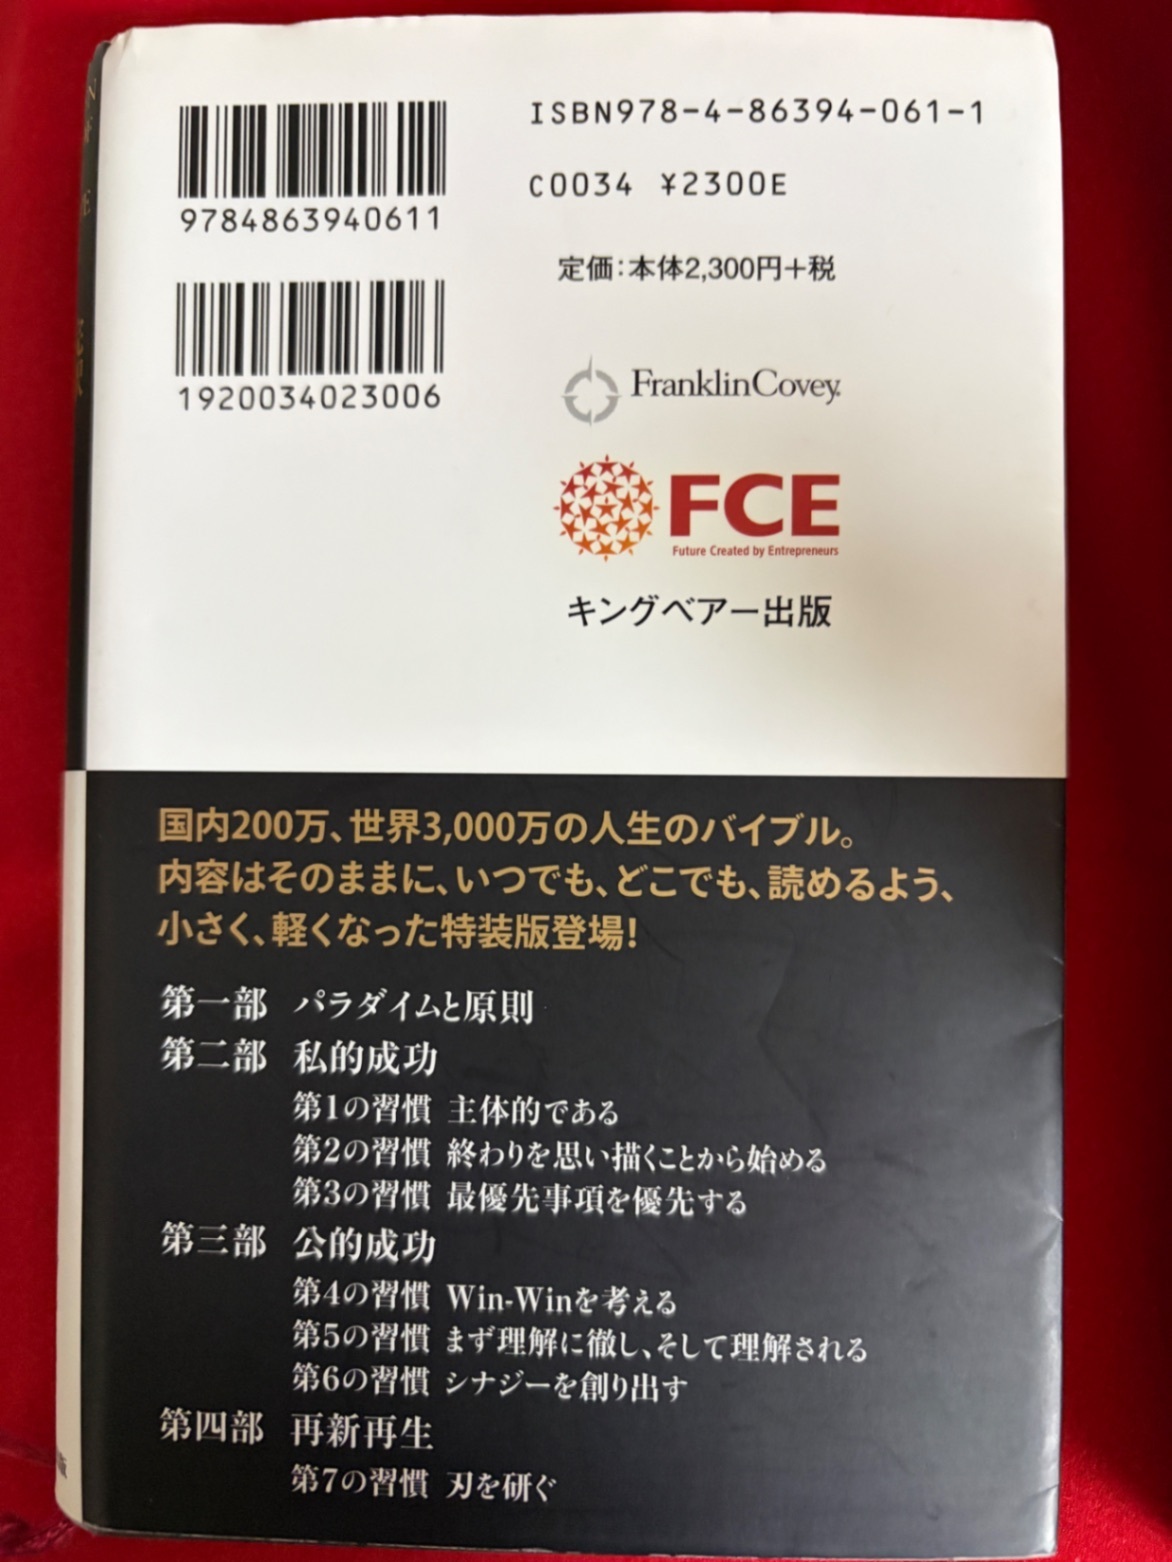 ISBN978-4-86394-061-1
C0034 ¥2300E
9784863940611
定価:本体2,300円+税
1920034023006
FranklinCovey
FCE
Future Created by Entrepreneurs
キングベアー出版
国内200万、世界3,000万の人生のバイブル。
内容はそのままに、いつでも、どこでも、読めるよう、
小さく、軽くなった特装版登場!
第一部 パラダイムと原則
第二部 私的成功
第1の習慣 主体的である
第2の習慣 終わりを思い描くことから始める
第3の習慣 最優先事項を優先する
第三部 公的成功
第4の習慣 Win-Winを考える
第5の習慣 まず理解に徹し、そして理解される
第6の習慣 シナジーを創り出す
第四部 再新再生
第7の習慣 刃を研ぐ